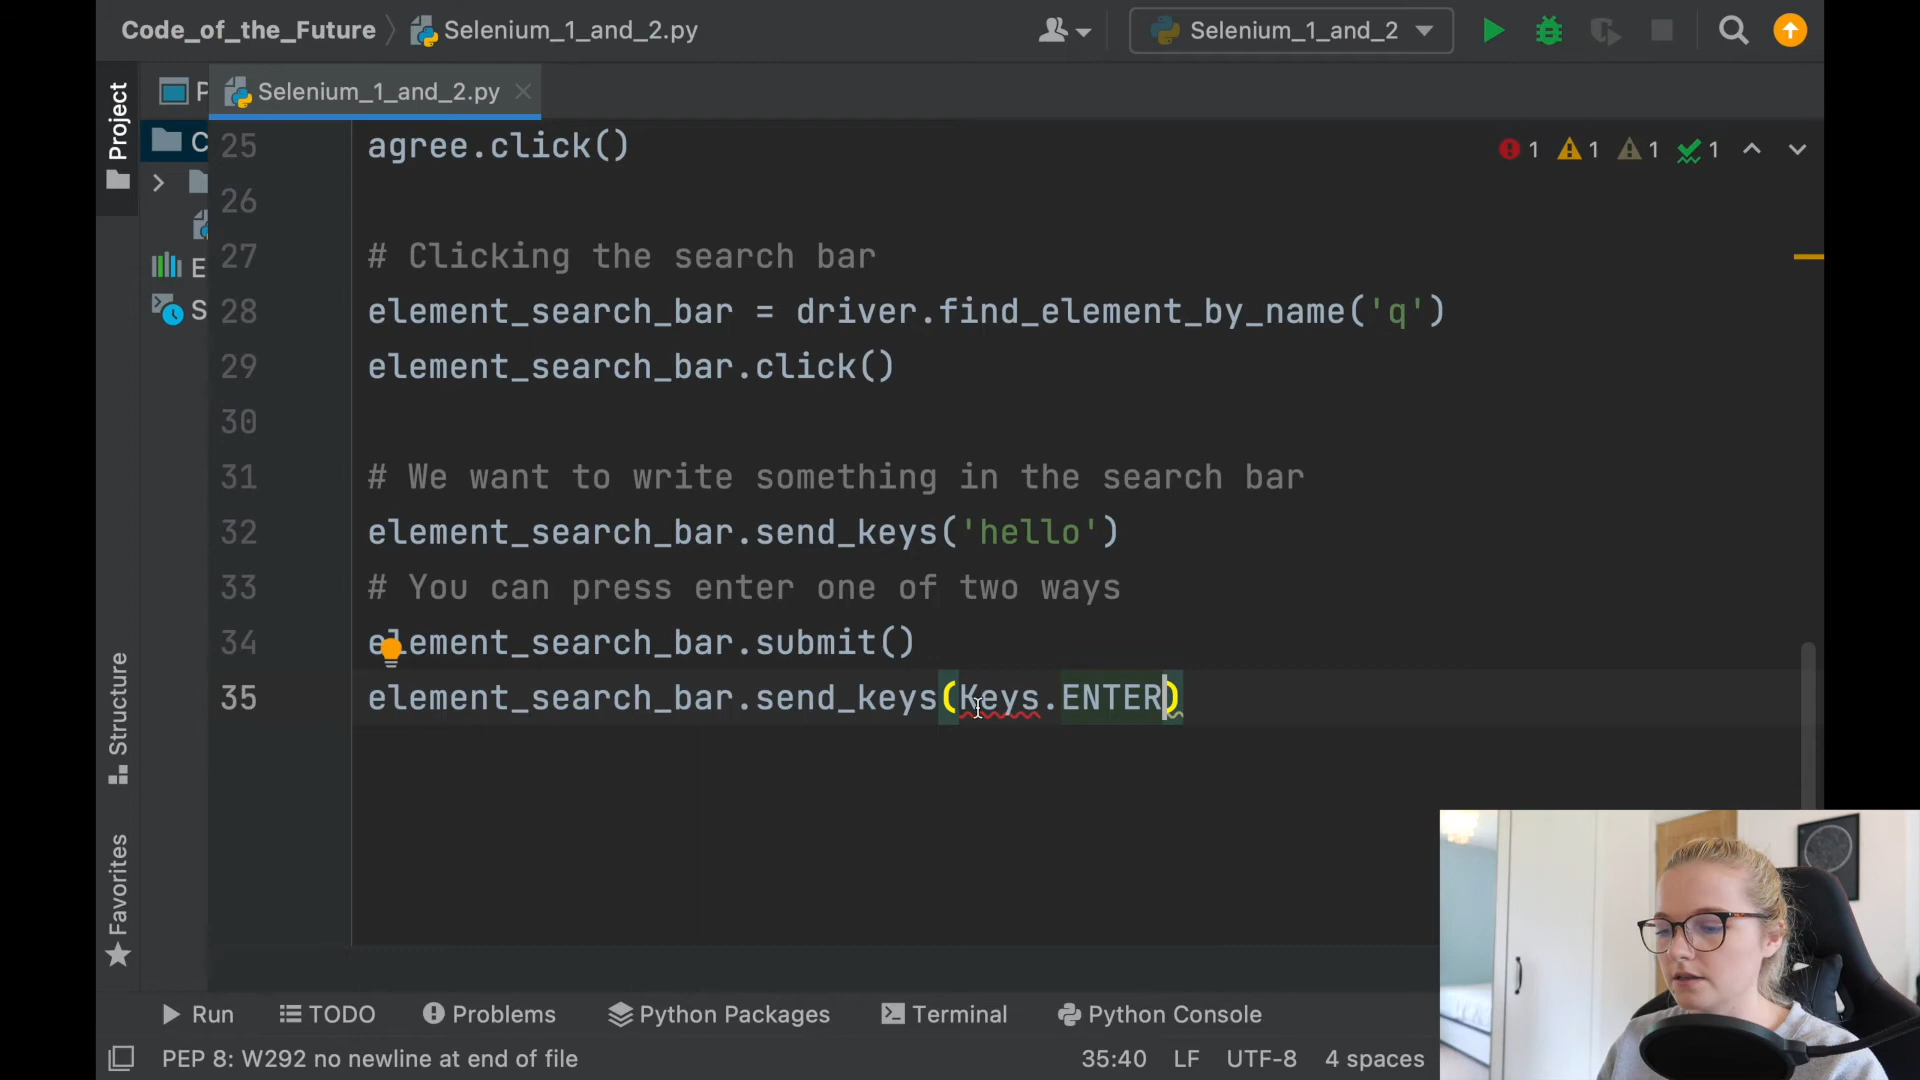 Code_of_the_Future
Selenium_1_and_2.py
Selenium_1_and_2
Project
P
Selenium_1_and_2.py
C
E
S
1 1 1 1
25 agree.click()
26
27 # Clicking the search bar
28 element_search_bar = driver.find_element_by_name('q')
29 element_search_bar.click()
30
31 # We want to write something in the search bar
32 element_search_bar.send_keys('hello')
33 # You can press enter one of two ways
34 element_search_bar.submit()
35 element_search_bar.send_keys(Keys.ENTER)
Structure
Favorites
Run TODO Problems Python Packages Terminal Python Console
PEP 8: W292 no newline at end of file 35:40 LF UTF-8 4 spaces